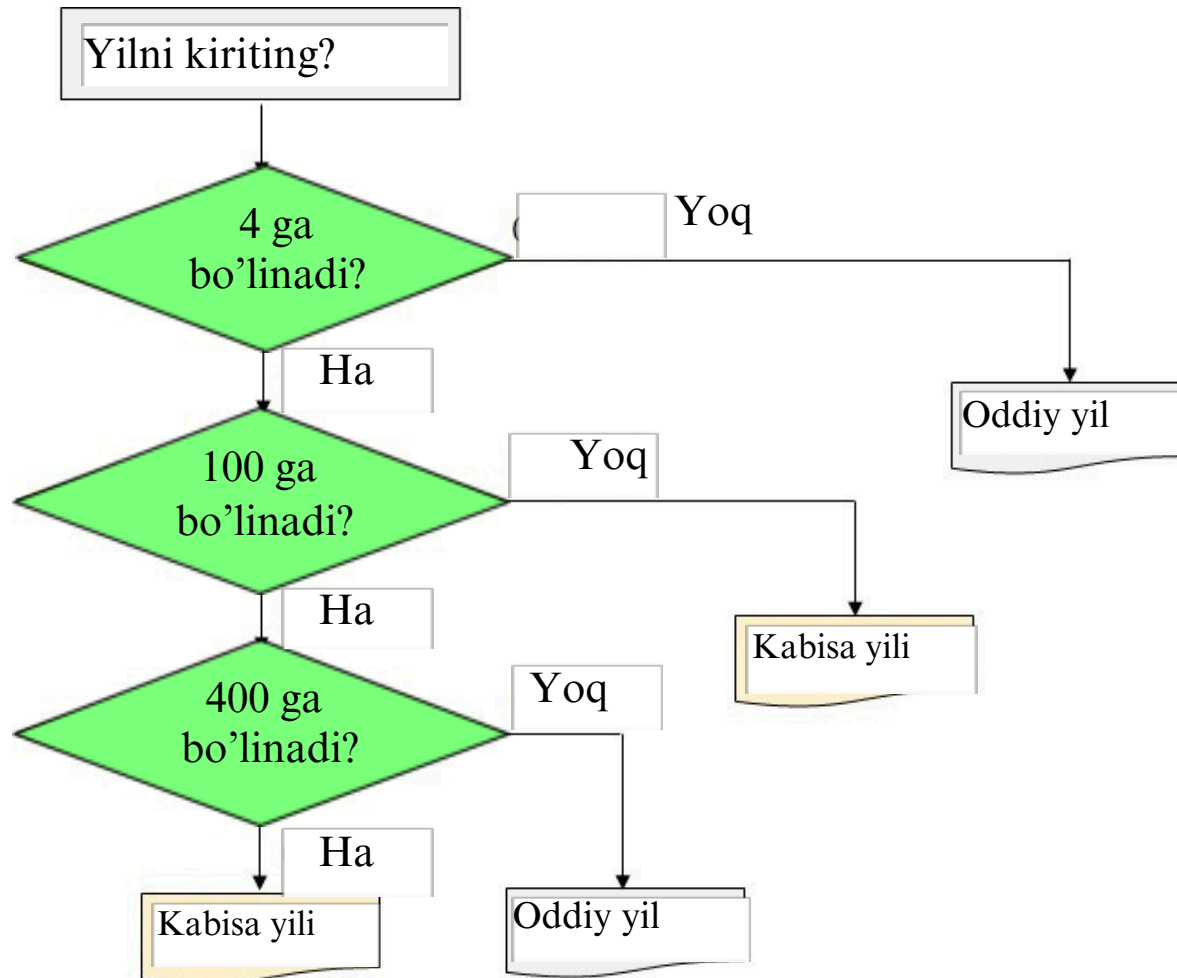 Yilni kiriting?
4 ga
bo’linadi?
Yoq
Ha
Oddiy yil
100 ga
bo’linadi?
Yoq
Ha
Kabisa yili
400 ga
bo’linadi?
Yoq
Ha
Kabisa yili
Oddiy yil